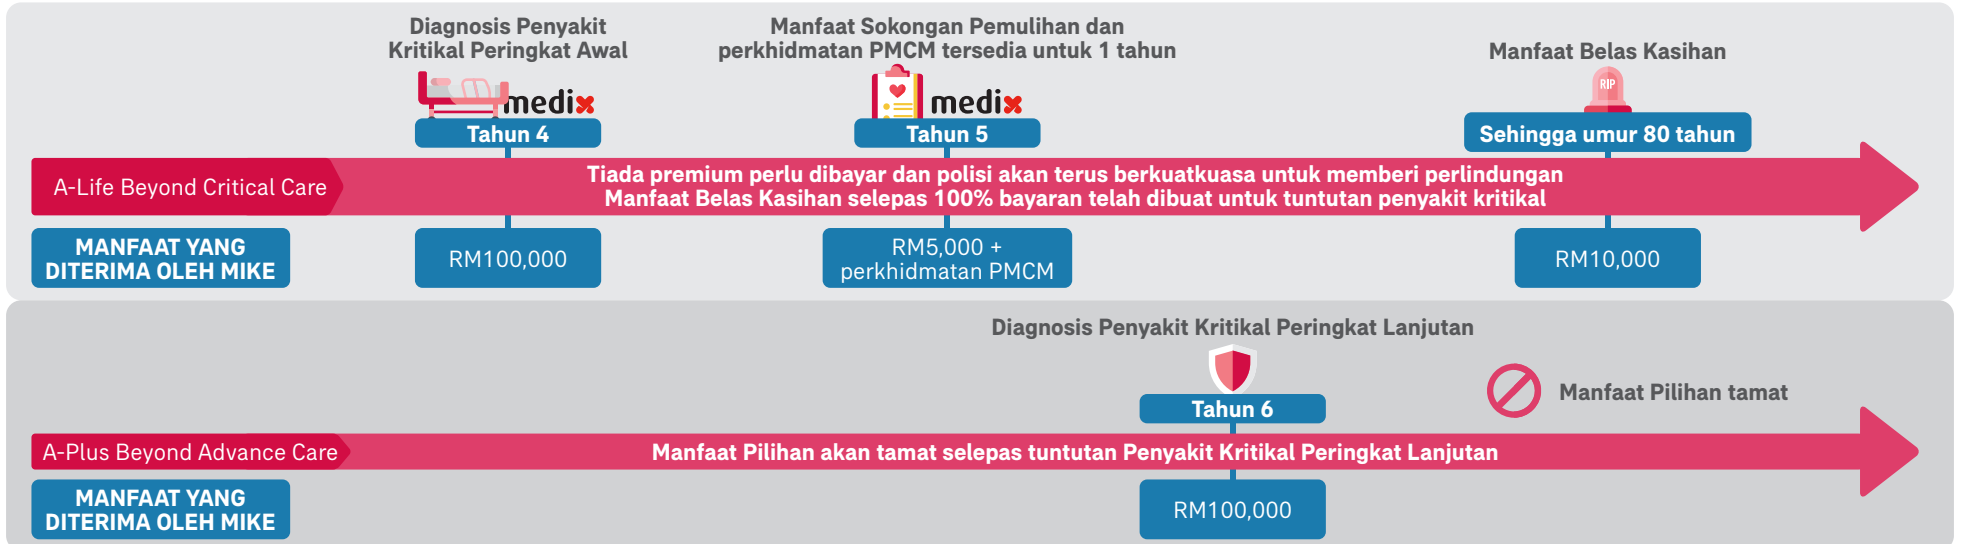 Diagnosis Penyakit
Kritikal Peringkat Awal
medix
Tahun 4
Manfaat Sokongan Pemulihan dan
perkhidmatan PMCM tersedia untuk 1 tahun
medix
Tahun 5
Manfaat Belas Kasihan
RIP
Sehingga umur 80 tahun
A-Life Beyond Critical Care
Tiada premium perlu dibayar dan polisi akan terus berkuatkuasa untuk memberi perlindungan
Manfaat Belas Kasihan selepas 100% bayaran telah dibuat untuk tuntutan penyakit kritikal
MANFAAT YANG
DITERIMA OLEH MIKE
RM100,000
RM5,000 +
perkhidmatan PMCM
RM10,000
Diagnosis Penyakit Kritikal Peringkat Lanjutan
Tahun 6
Manfaat Pilihan tamat
A-Plus Beyond Advance Care
Manfaat Pilihan akan tamat selepas tuntutan Penyakit Kritikal Peringkat Lanjutan
MANFAAT YANG
DITERIMA OLEH MIKE
RM100,000